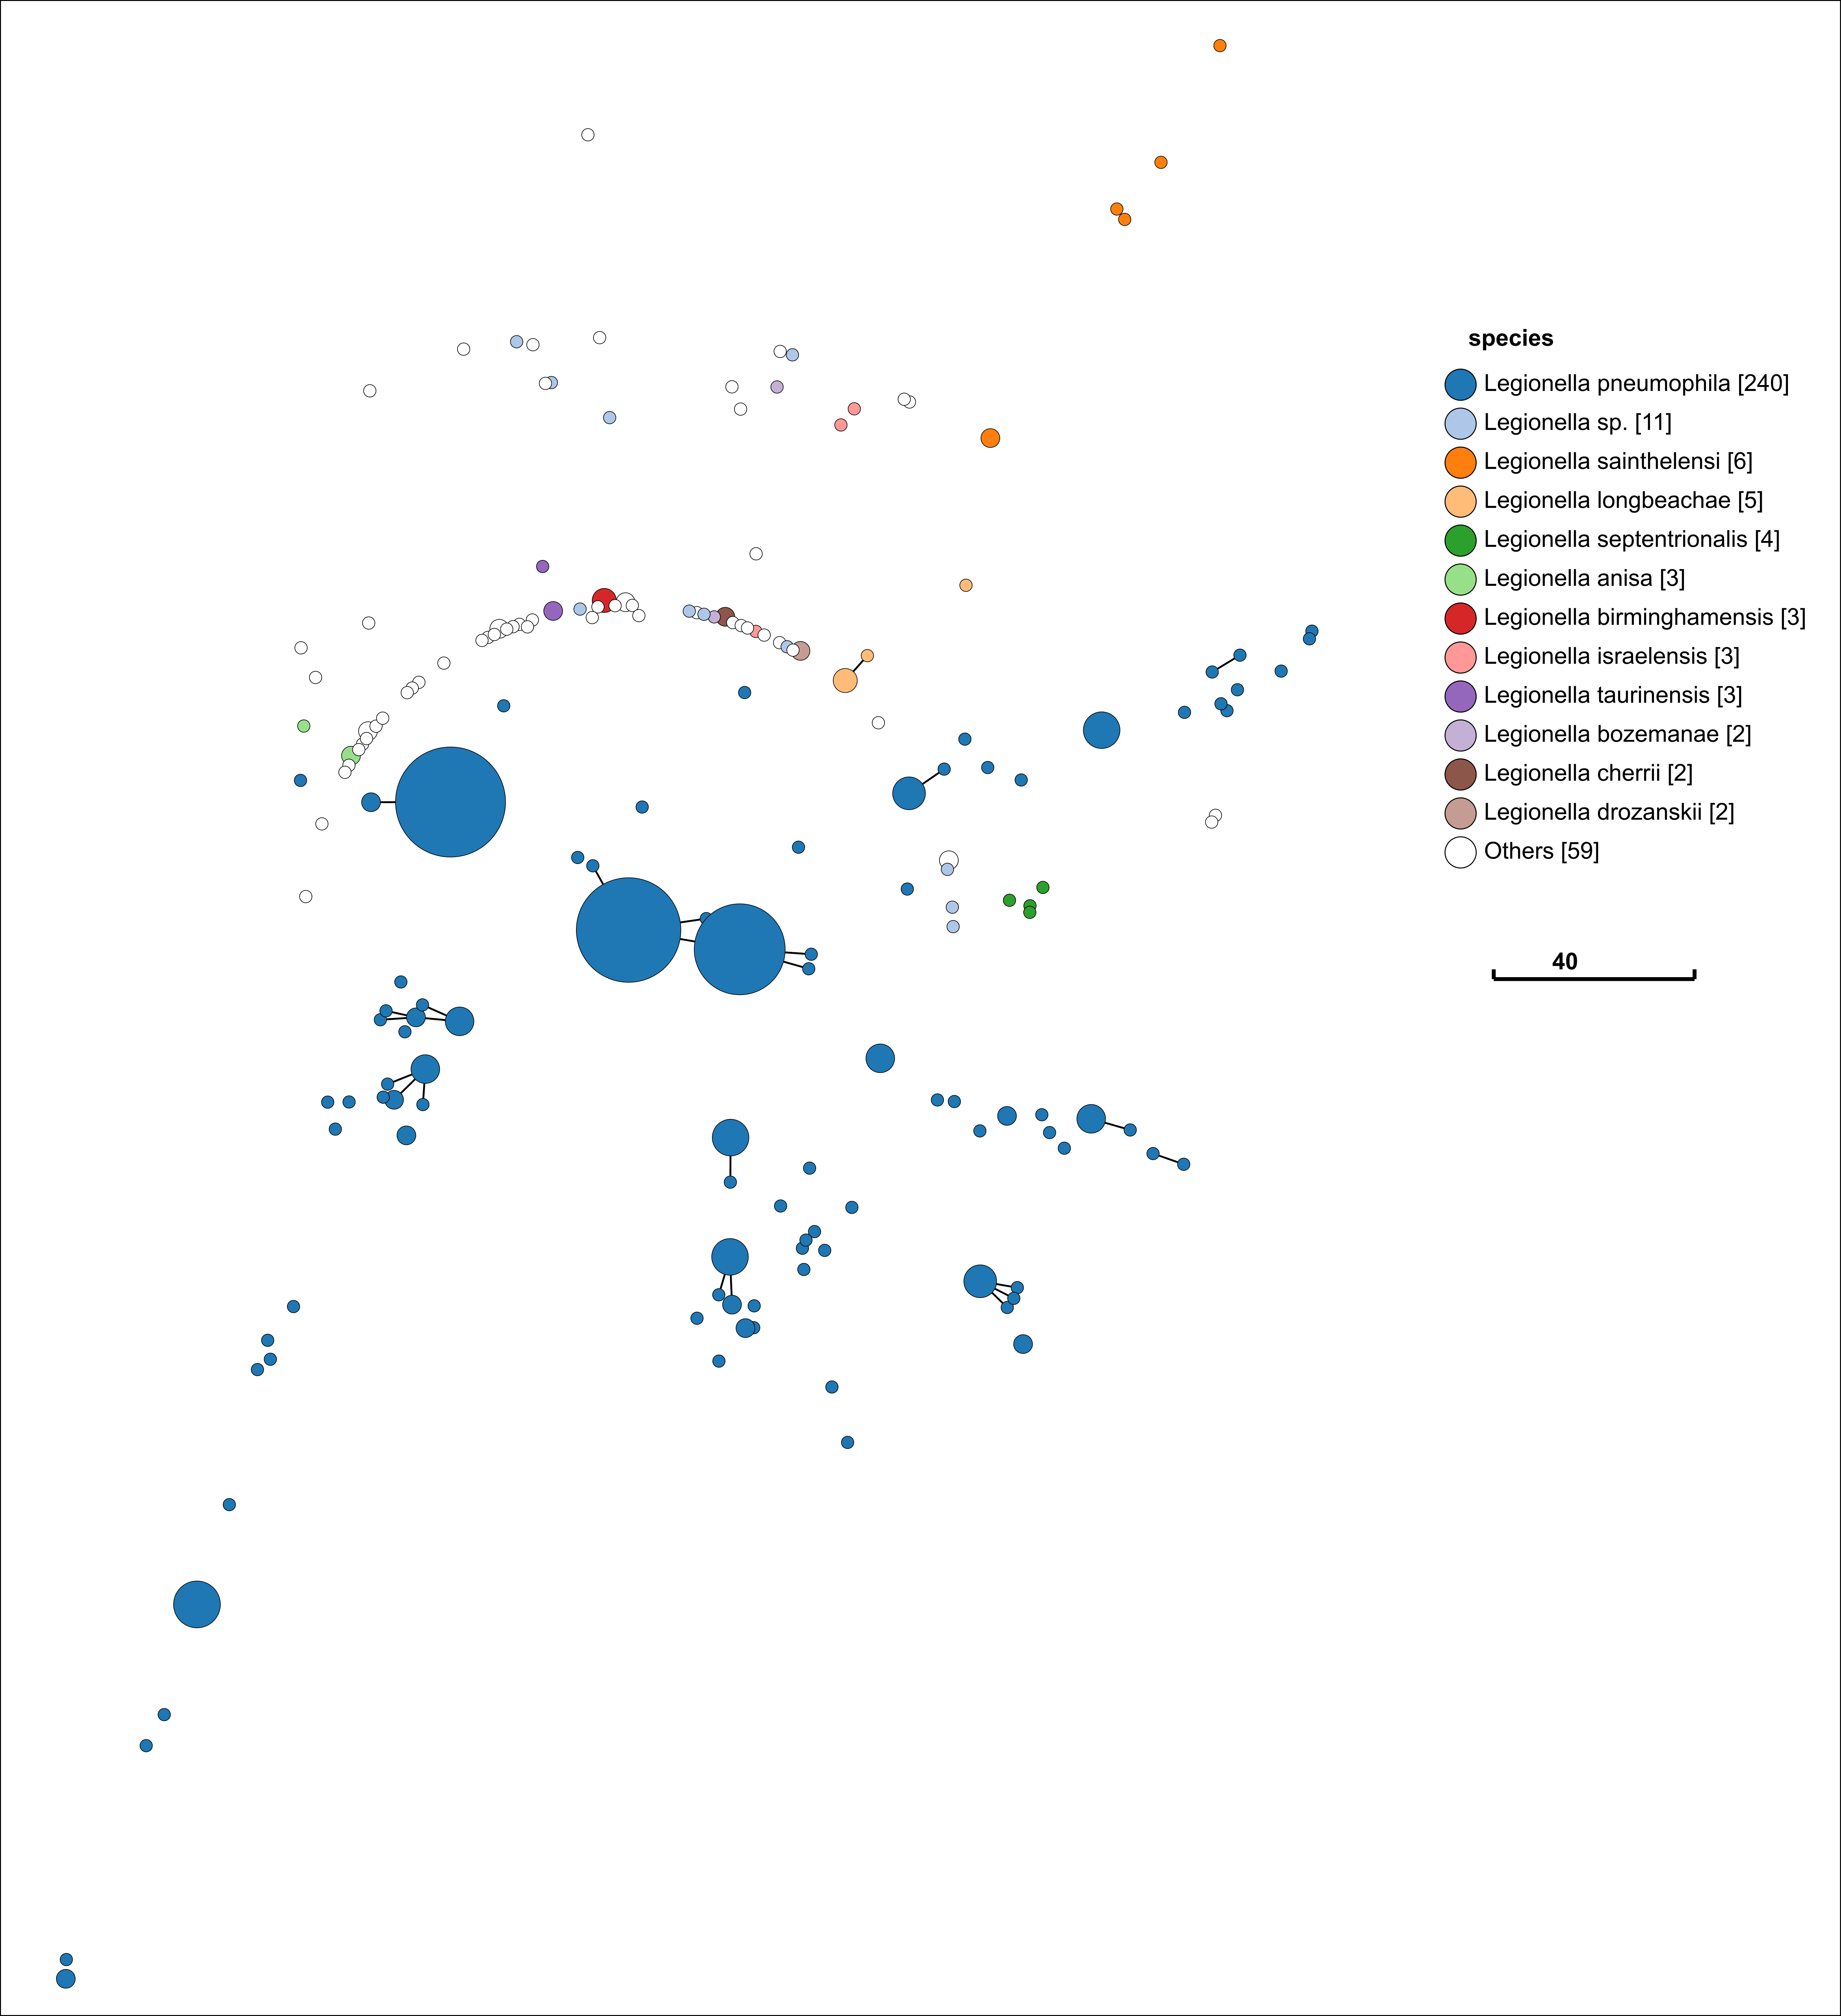 species
Legionella pneumophila [240]
Legionella sp. [11]
Legionella sainthelensi [6]
Legionella longbeachae [5]
Legionella septentrionalis [4]
Legionella anisa [3]
Legionella birminghamensis [3]
Legionella israelensis [3]
Legionella taurinensis [3]
Legionella bozemanae [2]
Legionella cherrii [2]
Legionella drozanskii [2]
Others [59]
40